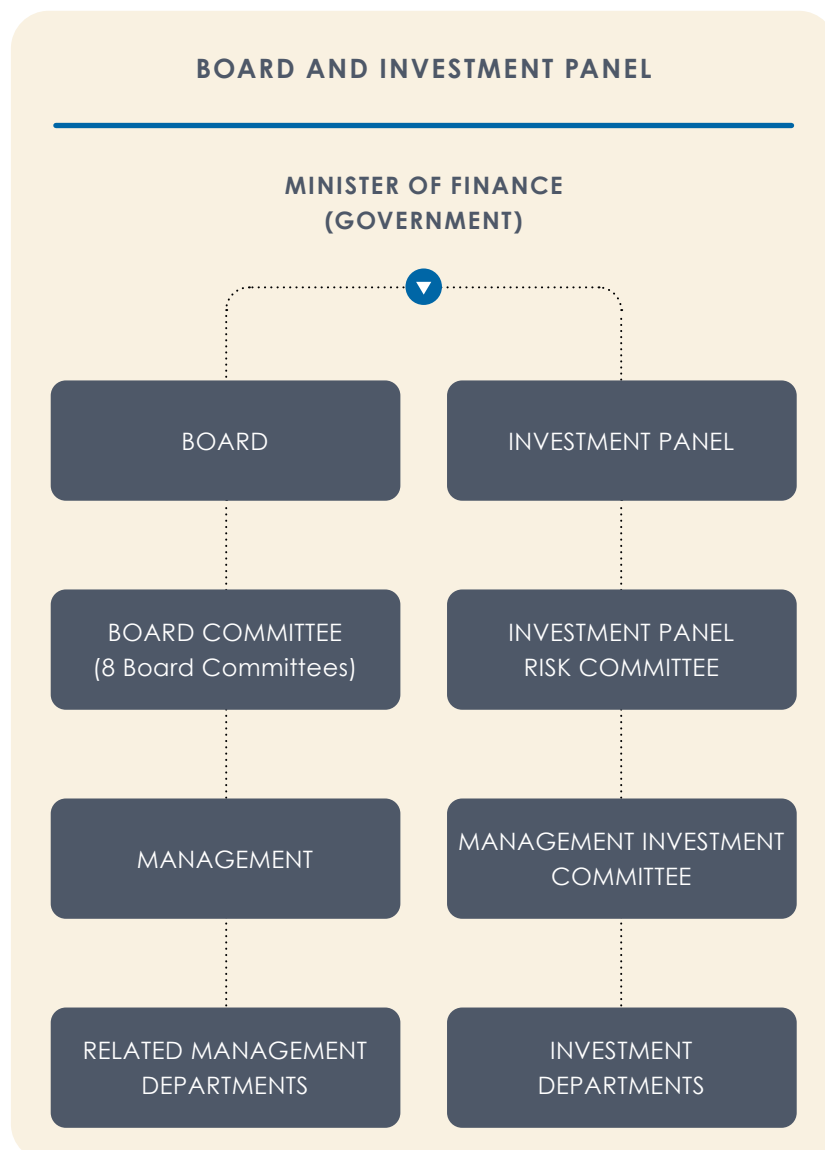 BOARD AND INVESTMENT PANEL
MINISTER OF FINANCE
(GOVERNMENT)
BOARD
INVESTMENT PANEL
BOARD COMMITTEE
(8 Board Committees)
INVESTMENT PANEL
RISK COMMITTEE
MANAGEMENT
MANAGEMENT INVESTMENT
COMMITTEE
RELATED MANAGEMENT
DEPARTMENTS
INVESTMENT
DEPARTMENTS